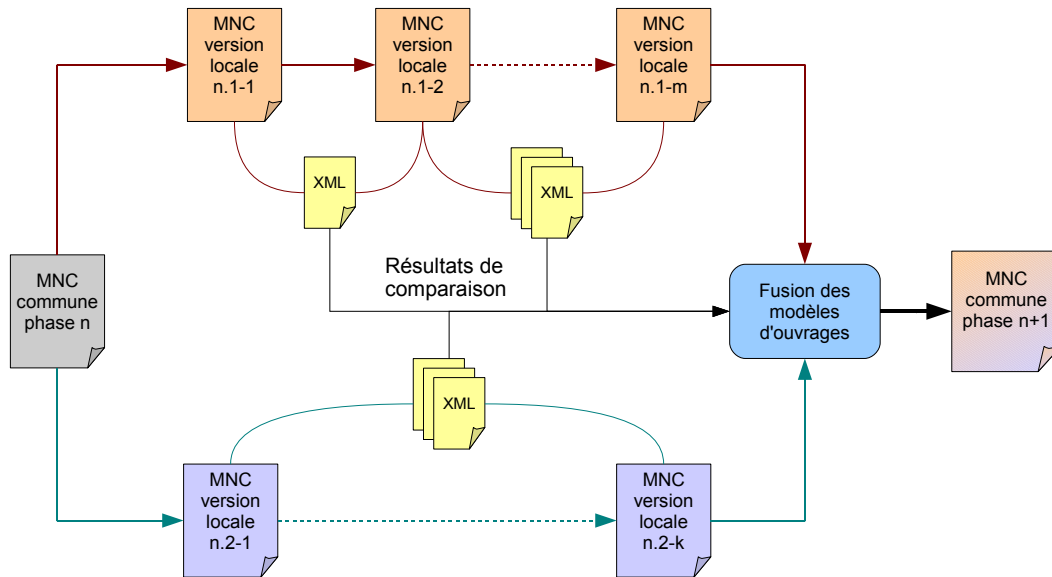 MNC
version
locale
n.1-1
MNC
version
locale
n.1-2
MNC
version
locale
n.1-m
XML
XML
MNC
commune
phase n
Résultats de
comparaison
Fusion des
modèles
d'ouvrages
MNC
commune
phase n+1
XML
MNC
version
locale
n.2-1
MNC
version
locale
n.2-k